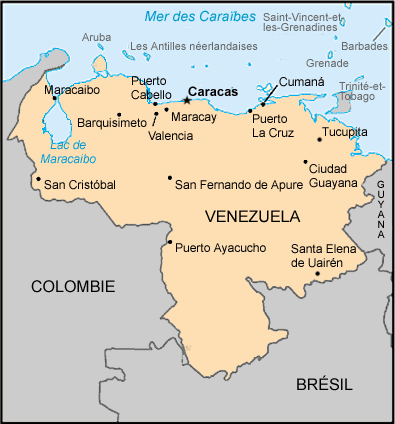 Mer des Caraïbes
Saint-Vincent-et
-les-Grenadines
Aruba
Les Antilles néerlandaises
Barbades
Grenade
Puerto
Cabello
Cumaná
Trinité-et-
Tobago
Maracaibo
Caracas
Barquisimeto
Maracay
Puerto
La Cruz
Valencia
Tucupita
Lac de
Maracaibo
Ciudad
Guayana
San Cristóbal
San Fernando de Apure
GUYANA
VENEZUELA
Puerto Ayacucho
Santa Elena
de Uairén
COLOMBIE
BRÉSIL